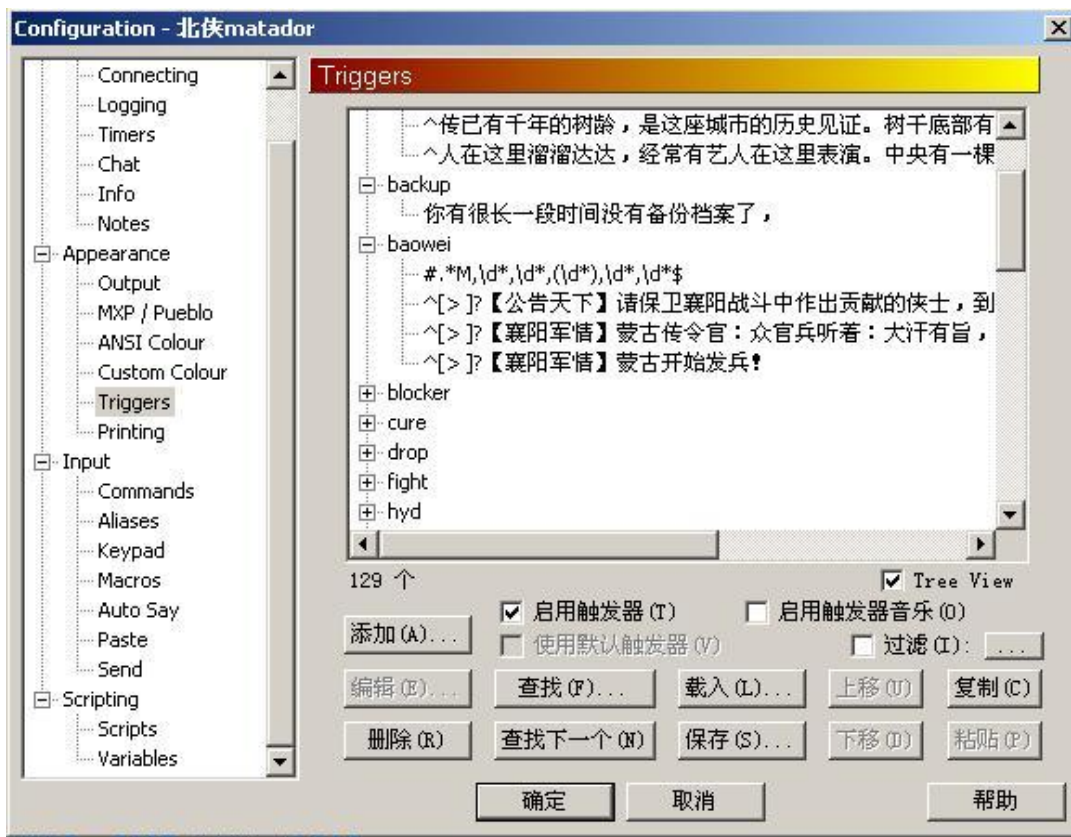 Configuration - 北侠matador
Connecting
Logging
Timers
Chat
Info
Notes
Appearance
Output
MXP / Pueblo
ANSI Colour
Custom Colour
Triggers
Printing
Input
Commands
Aliases
Keypad
Macros
Auto Say
Paste
Send
Scripting
Scripts
Variables
Triggers
^传已有千年的树龄，是这座城市的历史见证。树干底部有
^人在这里溜溜达达，经常有艺人在这里表演。中央有一棵
backup
你有很长一段时间没有备份档案了，
baowei
#.*M,\d*,\d*,(\d*),\d*,\d*$
^[> ]?【公告天下】请保卫襄阳战斗中作出贡献的侠士，到
^[> ]?【襄阳军情】蒙古传令官：众官兵听着：大汗有旨，
^[> ]?【襄阳军情】蒙古开始发兵！
blocker
cure
drop
fight
hyd
129 个
Tree View
添加(A)...
启用触发器(T)
启用触发器音乐(O)
使用默认触发器(V)
过滤(I): ...
编辑(E)... 查找(F)... 载入(L)... 上移(U) 复制(C)
删除(R) 查找下一个(N) 保存(S)... 下移(D) 粘贴(P)
确定 取消 帮助